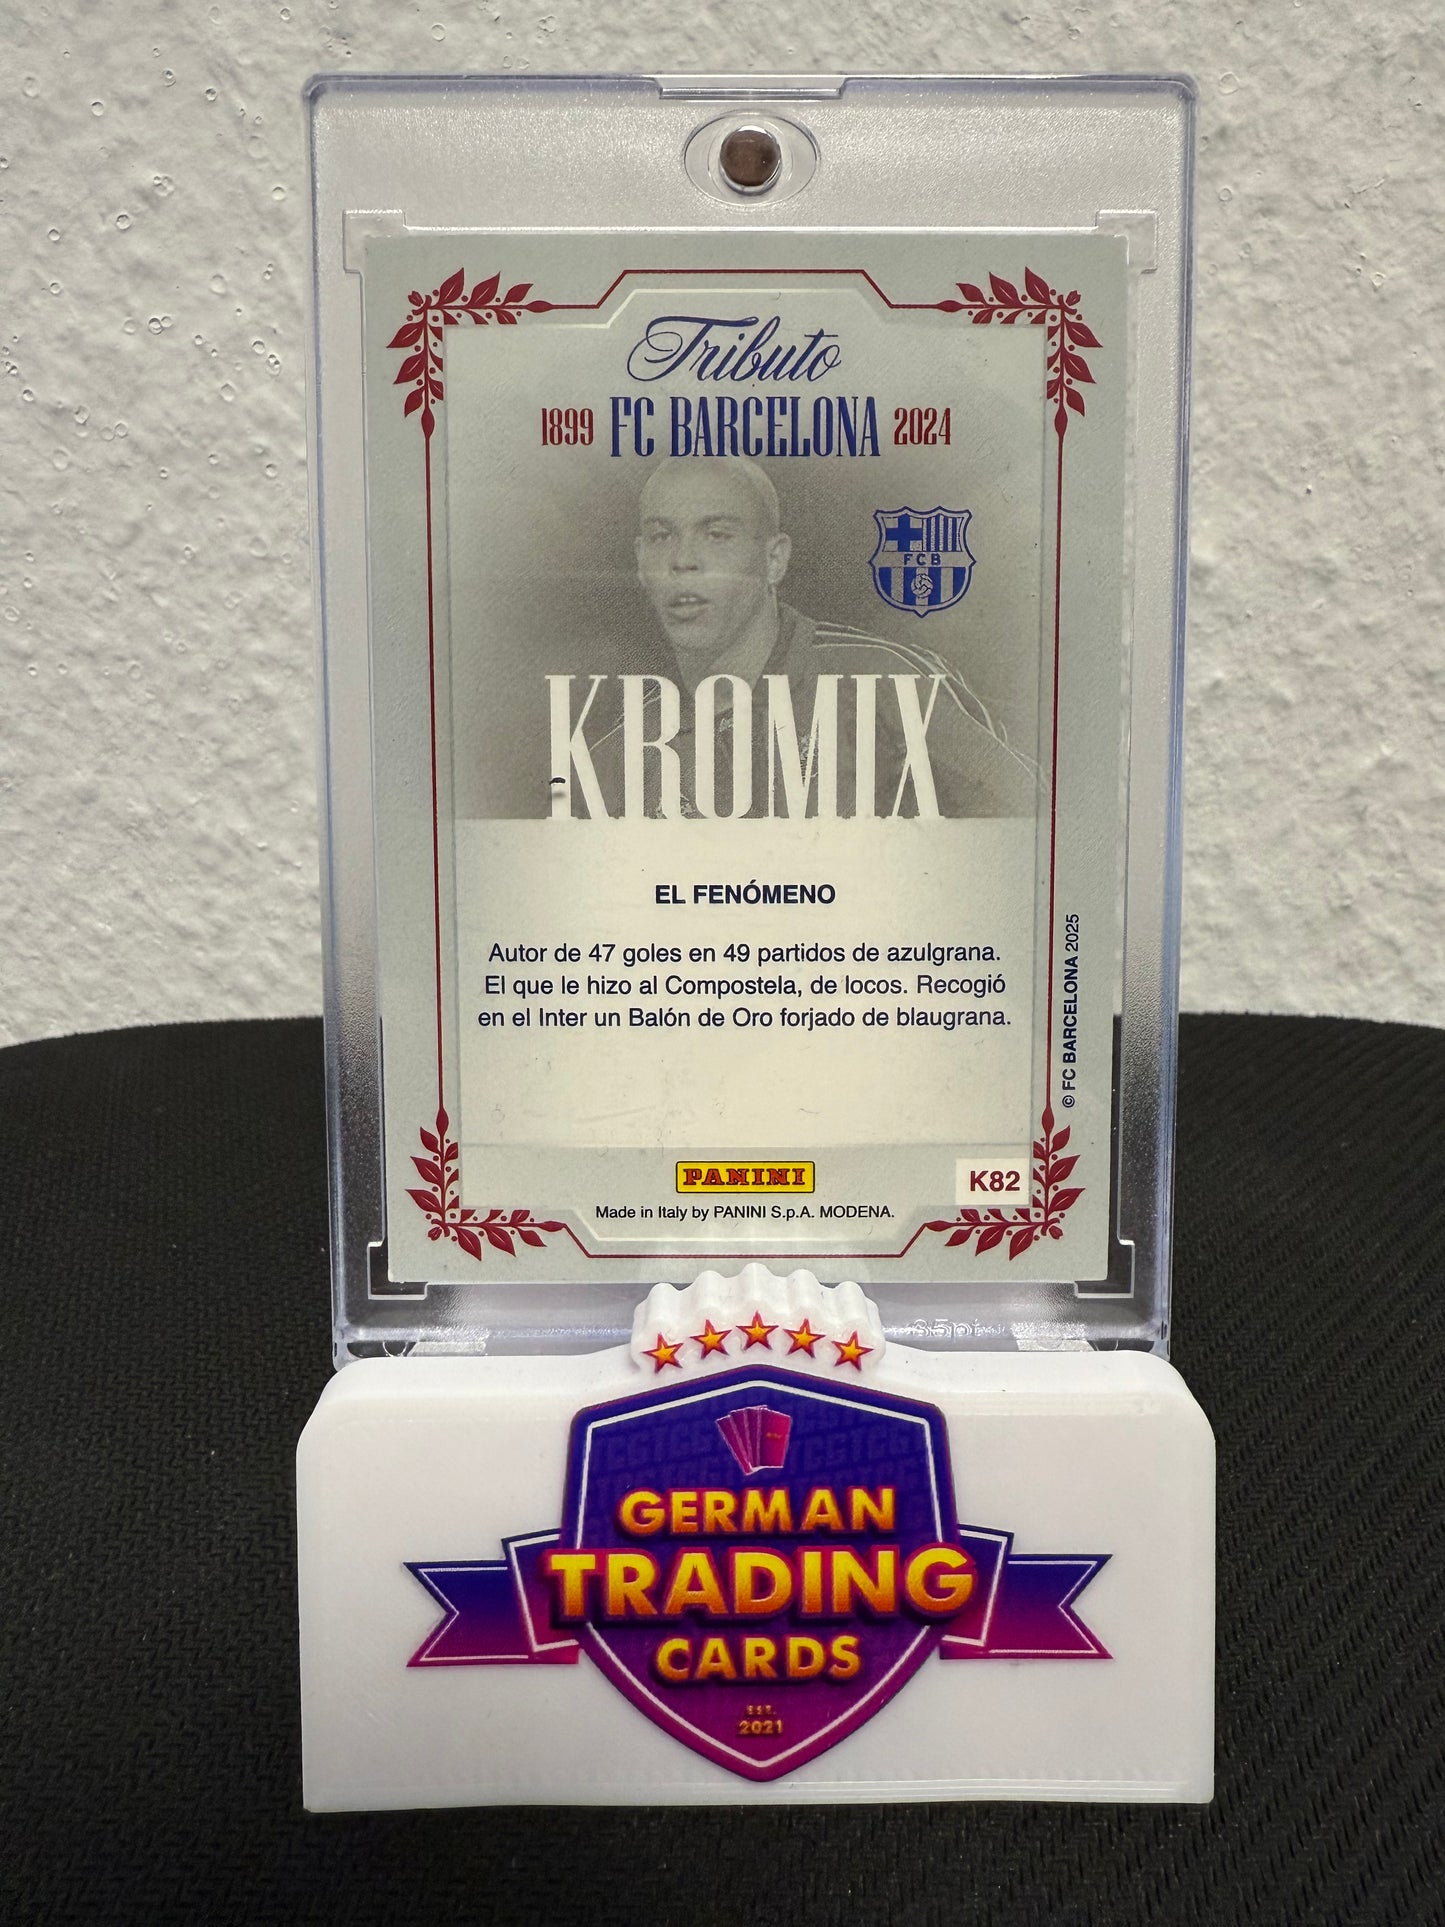 Tributo
1899 FC BARCELONA 2024
FCB
KROMIX
EL FENÓMENO
Autor de 47 goles en 49 partidos de azulgrana.
El que le hizo al Compostela, de locos. Recogió
en el Inter un Balón de Oro forjado de blaugrana.
© FC BARCELONA 2025
PANINI
K82
Made in Italy by PANINI S.p.A. MODENA.
35pt
GERMAN
TRADING
CARDS
EST.
2021